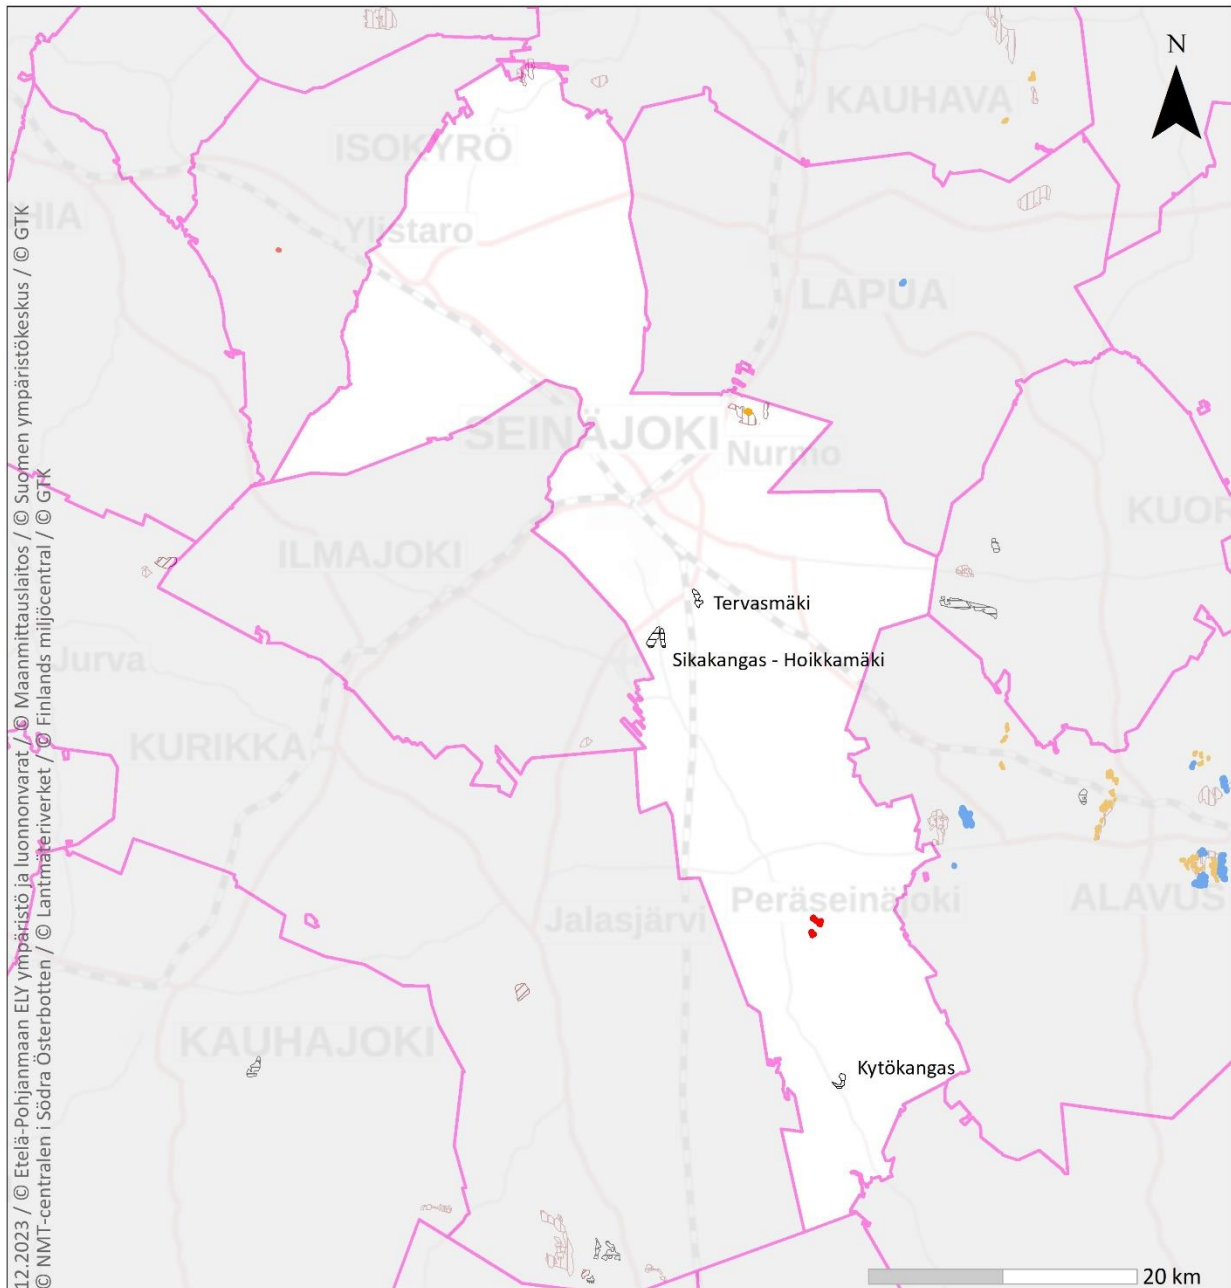 N
KAUHAVA
ISOKYRÖ
HIA
Ylistaro
LAPUA
SEINÄJOKI
Nurmo
KUOR
ILMAJOKI
Tervasmäki
Jurva
Sikakangas - Hoikkamäki
KURIKKA
Peräseinäjoki
ALAVUS
Jalasjärvi
KAUHAJOKI
Kytökangas
20 km
12.2023 / © Etelä-Pohjanmaan ELY ympäristö ja luonnonvarat / © Maanmittauslaitos / © Suomen ympäristökeskus / © GTK
© NMT-centralen i Södra Österbotten / © Lantmäteriverket / © Finlands miljöcentral / © GTK